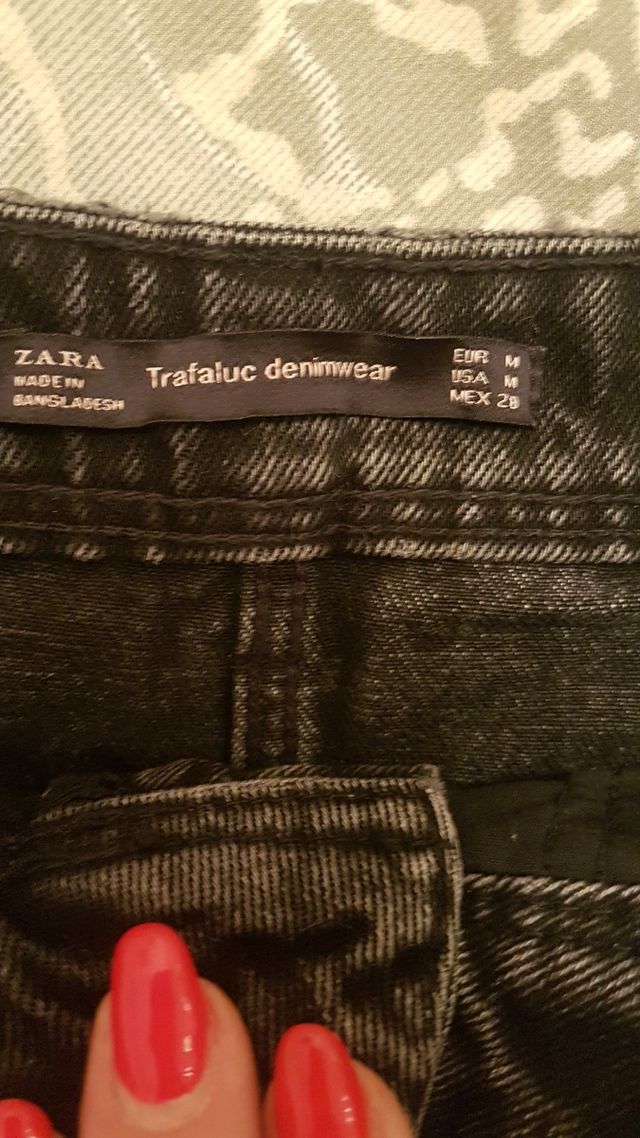 ZARA
MADE IN
BANGLADESH
Trafaluc denimwear
EUR M
USA M
MEX 28